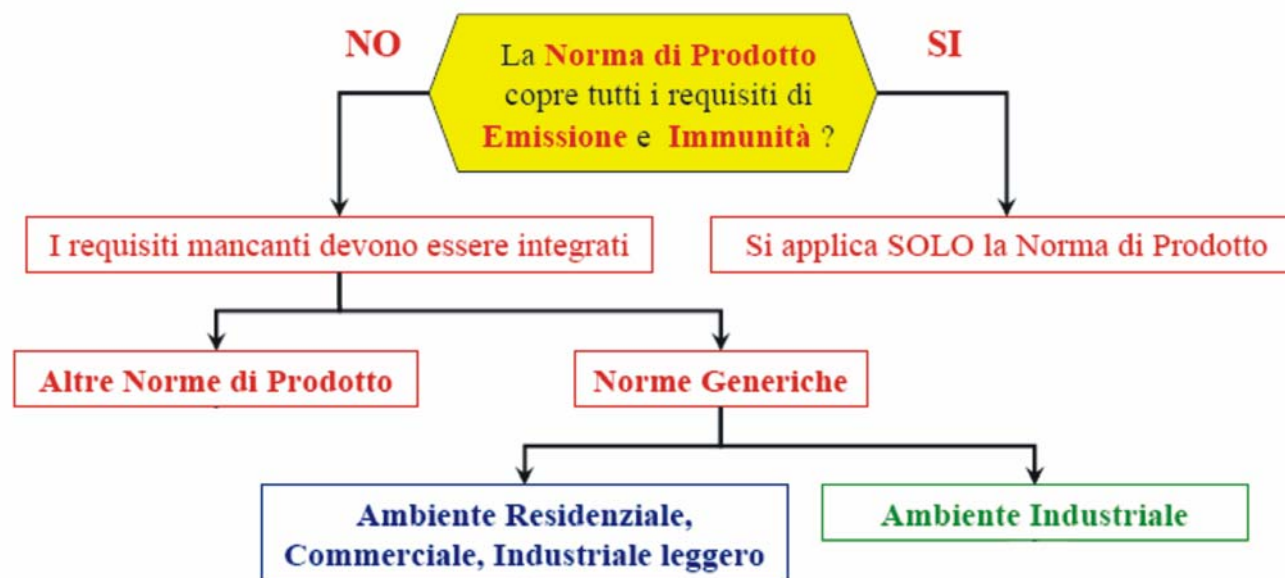 NO
La Norma di Prodotto
copre tutti i requisiti di
Emissione e Immunità ?
SI
I requisiti mancanti devono essere integrati
Si applica SOLO la Norma di Prodotto
Altre Norme di Prodotto
Norme Generiche
Ambiente Residenziale,
Commerciale, Industriale leggero
Ambiente Industriale